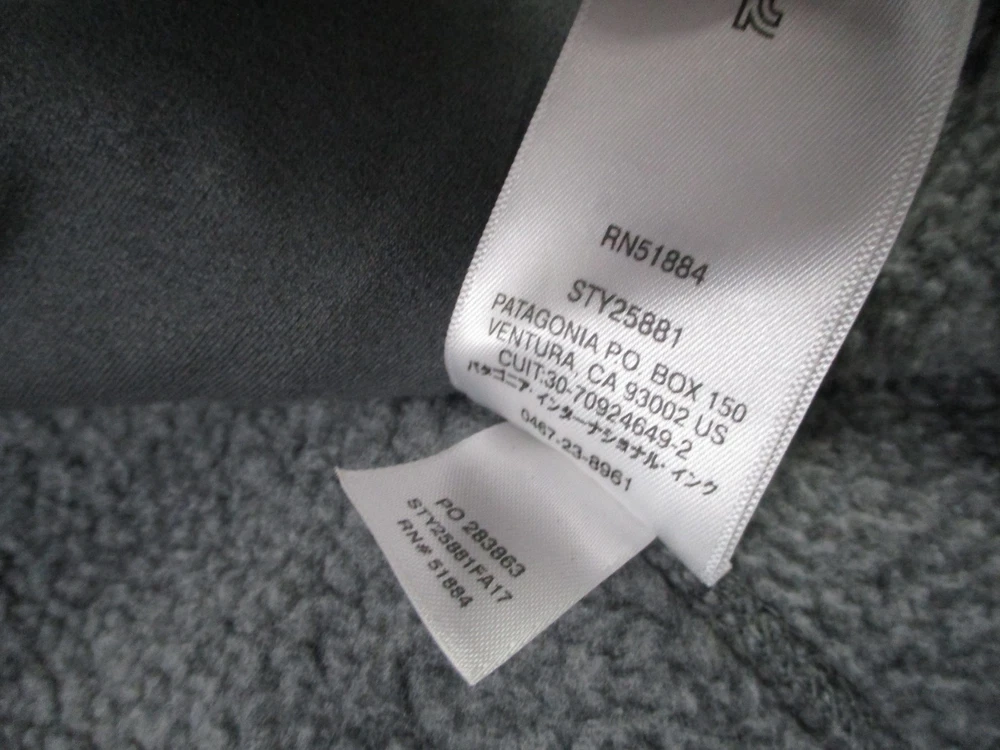 RN51884
STY25881
PATAGONIA PO BOX 150
VENTURA, CA 93002 US
CUIT:30-70924649-2
パタゴニア・インターナショナル・インク
0467-23-8961
PO 283863
STY25881FA17
RN# 51884